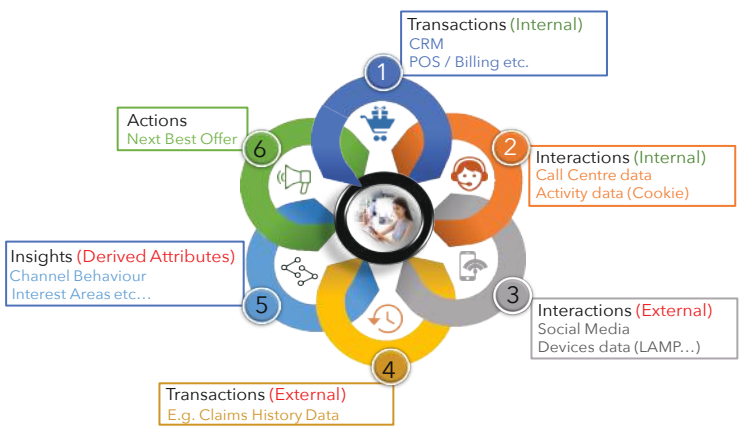 Transactions (Internal)
CRM
POS / Billing etc.
1
2
Interactions (Internal)
Call Centre data
Activity data (Cookie)
3
Interactions (External)
Social Media
Devices data (LAMP...)
4
Transactions (External)
E.g. Claims History Data
5
Insights (Derived Attributes)
Channel Behaviour
Interest Areas etc...
6
Actions
Next Best Offer